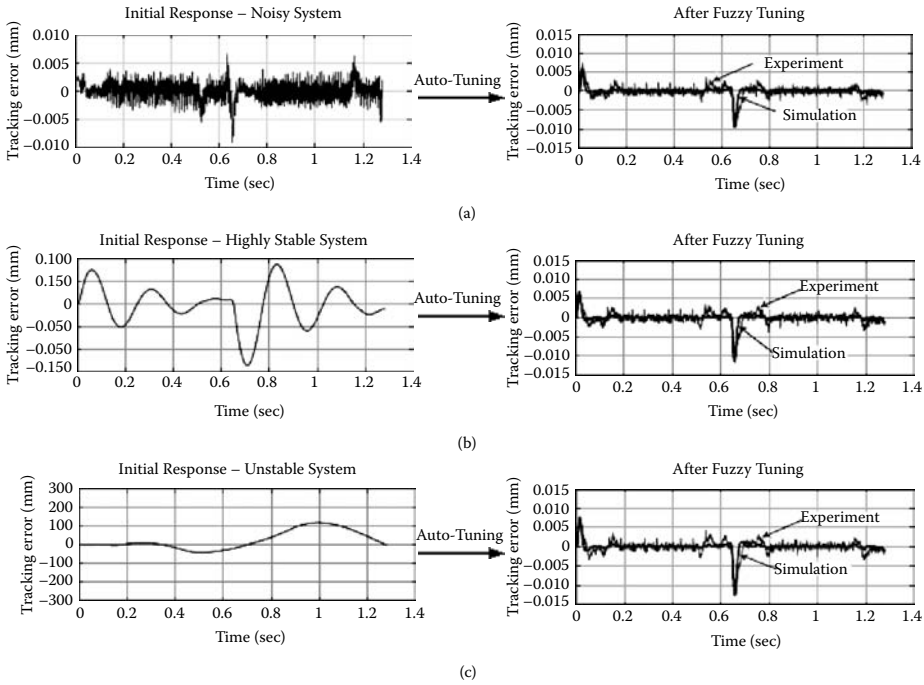 Initial Response – Noisy System
After Fuzzy Tuning
Tracking error (mm)
0.010
0.005
0
−0.005
−0.010
0 0.2 0.4 0.6 0.8 1 1.2 1.4
Time (sec)
Auto-Tuning
Tracking error (mm)
0.015
0.010
0.005
0
−0.005
−0.010
−0.015
Experiment
Simulation
0 0.2 0.4 0.6 0.8 1 1.2 1.4
Time (sec)
(a)
Initial Response – Highly Stable System
After Fuzzy Tuning
Tracking error (mm)
0.100
0.150
0
−0.050
−0.150
0 0.2 0.4 0.6 0.8 1 1.2 1.4
Time (sec)
Auto-Tuning
Tracking error (mm)
0.015
0.010
0.005
0
−0.005
−0.010
−0.015
Experiment
Simulation
0 0.2 0.4 0.6 0.8 1 1.2 1.4
Time (sec)
(b)
Initial Response – Unstable System
After Fuzzy Tuning
Tracking error (mm)
300
200
100
0
−100
−200
−300
0 0.2 0.4 0.6 0.8 1 1.2 1.4
Time (sec)
Auto-Tuning
Tracking error (mm)
0.015
0.010
0.005
0
−0.005
−0.010
−0.015
Experiment
Simulation
0 0.2 0.4 0.6 0.8 1 1.2 1.4
Time (sec)
(c)